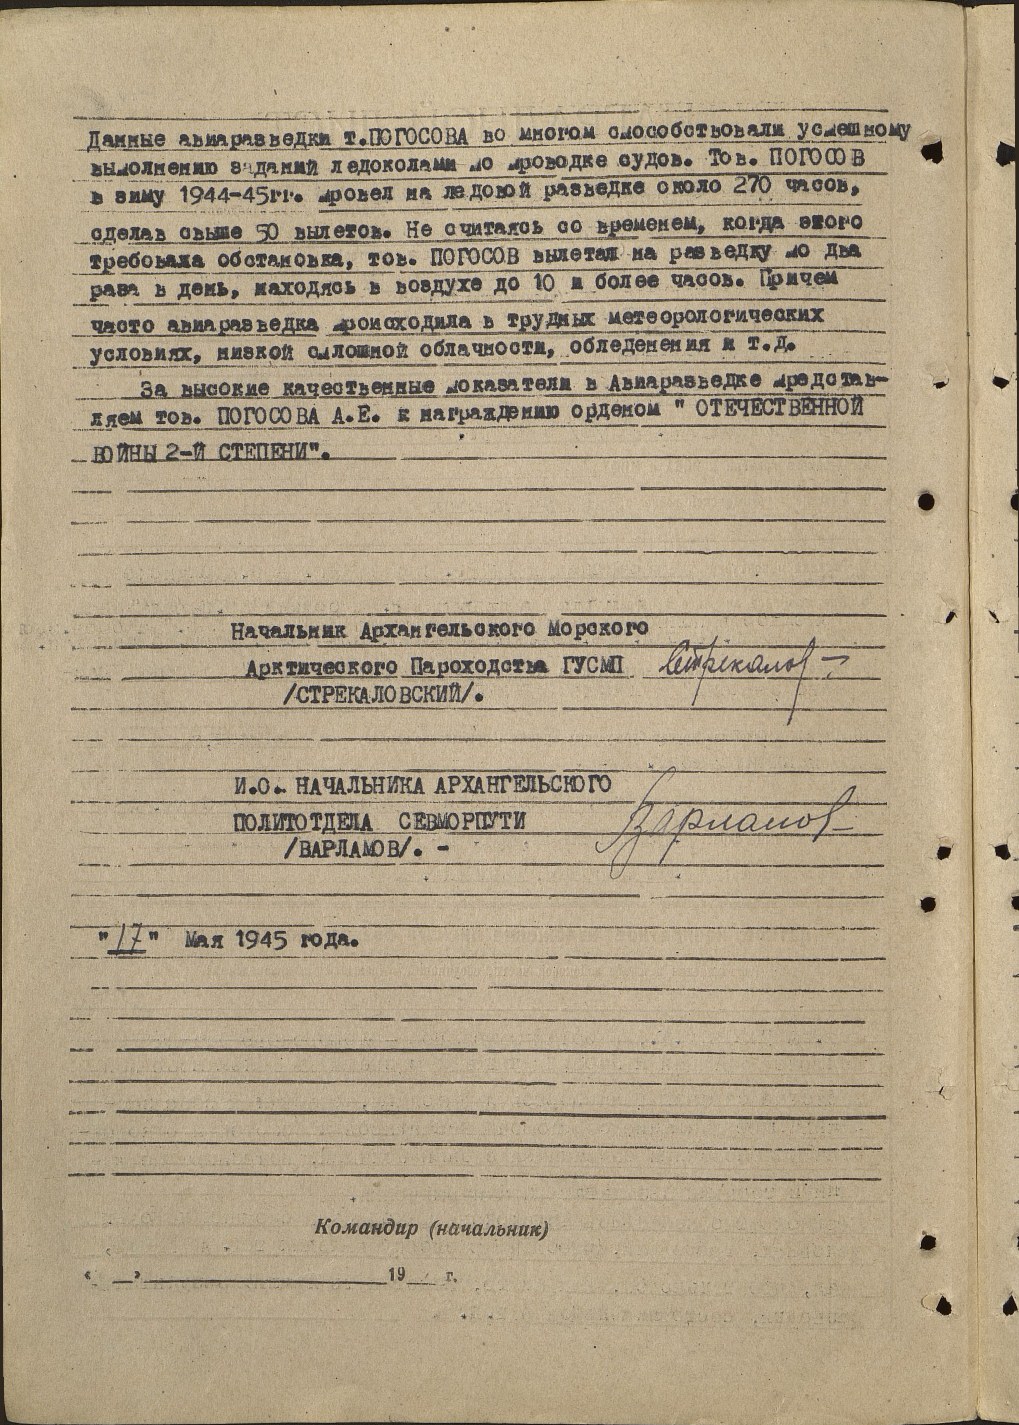 Данные авиаразведки т.ПОГОСОВА во многом способствовали успешному
выполнению заданий ледоколами по проводке судов. Тов. ПОГОСОВ
в зиму 1944-45гг. провел на ледовой разведке около 270 часов,
сделав свыше 50 вылетов. Не считаясь со временем, когда этого
требовала обстановка, тов. ПОГОСОВ вылетал на разведку по два
раза в день, находясь в воздухе до 10 и более часов. Причем
часто авиаразведка происходила в трудных метеорологических
условиях, низкой сплошной облачности, обледенения и т.д.
За высокие качественные показатели в Авиаразведке представ-
ляем тов. ПОГОСОВА А.Е. к награждению орденом " ОТЕЧЕСТВЕННОЙ
ВОЙНЫ 2-Й СТЕПЕНИ".
Начальник Архангельского Морского
Арктического Пароходства ГУСМП Стрекалов
/СТРЕКАЛОВСКИЙ/.
И.О. НАЧАЛЬНИКА АРХАНГЕЛЬСКОГО
ПОЛИТОТДЕЛА СЕВМОРПУТИ Варламов
/ВАРЛАМОВ/. -
"17" Мая 1945 года.
Командир (начальник)
« » 19 г.